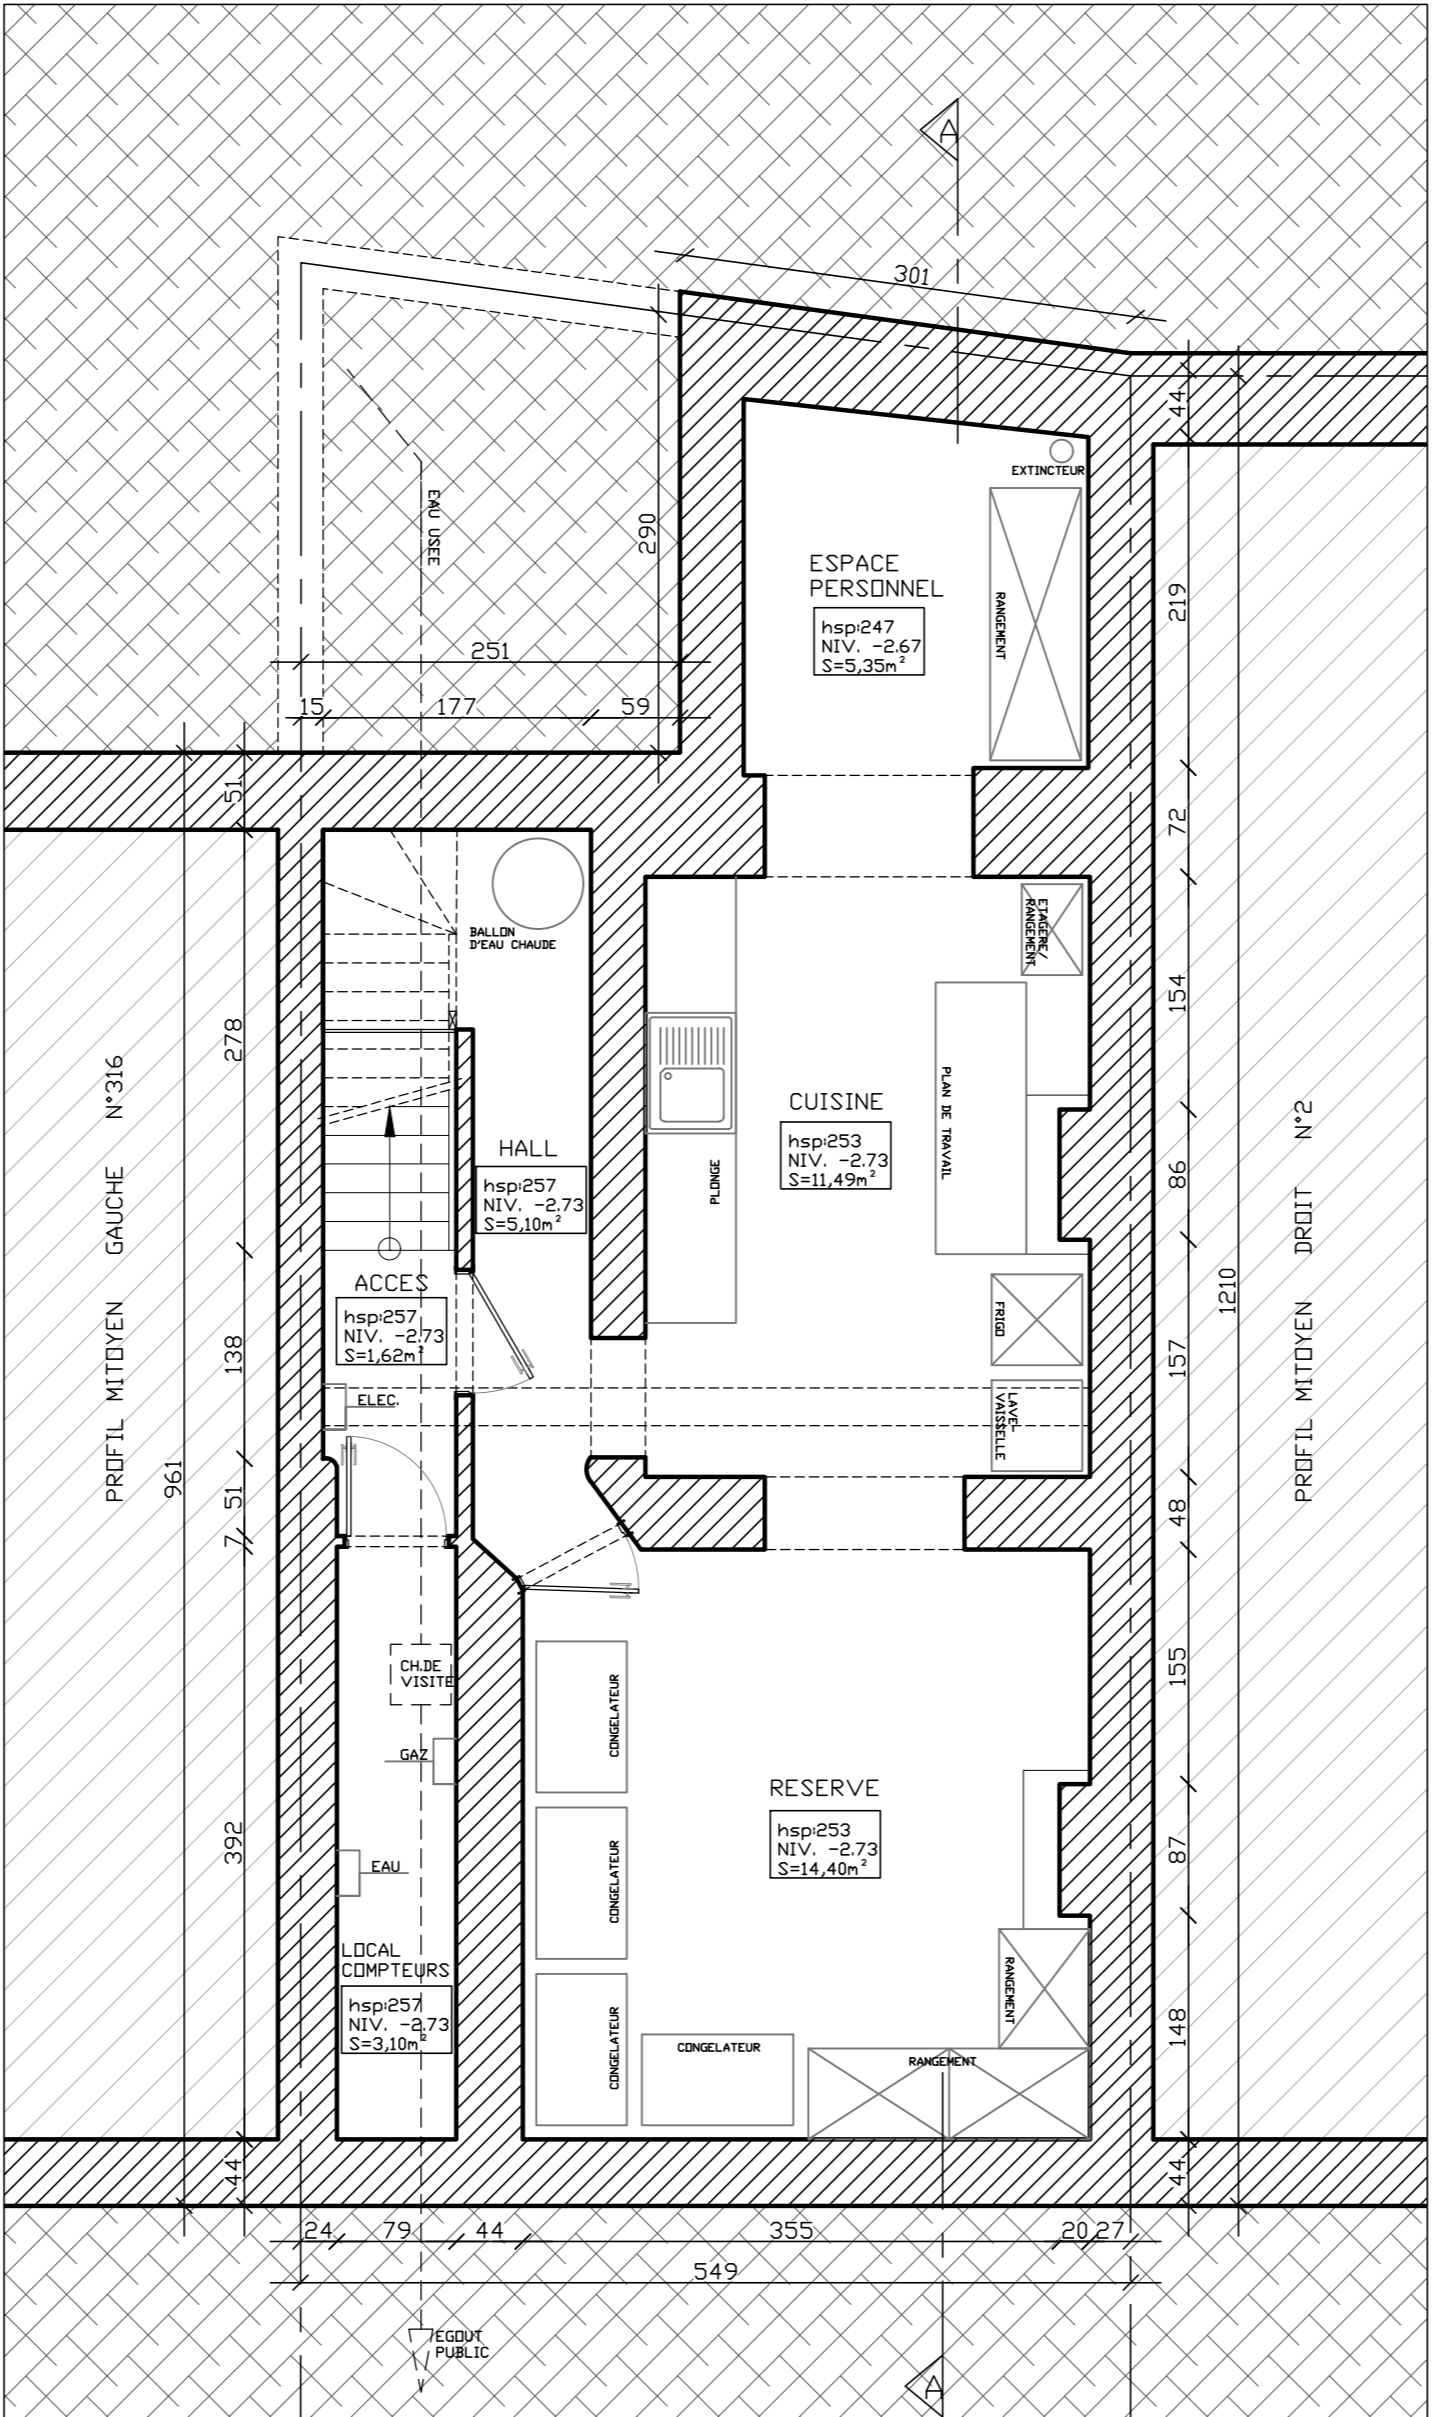 A
301
44
EXTINCTEUR
EAU USEE
290
ESPACE
PERSONNEL
hsp:247
NIV. -2.67
S=5,35m²
RANGEMENT
219
251
15
177
59
51
72
BALLON
D'EAU CHAUDE
ETAGERE/
RANGEMENT
154
278
PROFIL MITOYEN GAUCHE N°316
CUISINE
hsp:253
NIV. -2.73
S=11,49m²
PLAN DE TRAVAIL
PLONGE
HALL
hsp:257
NIV. -2.73
S=5,10m²
86
PROFIL MITOYEN DROIT N°2
1210
ACCES
hsp:257
NIV. -2.73
S=1,62m²
138
FRIGO
157
ELEC.
LAVE-
VAISSELLE
961
51
7
48
CH.DE
VISITE
CONGELATEUR
155
GAZ
RESERVE
hsp:253
NIV. -2.73
S=14,40m²
392
EAU
CONGELATEUR
87
LOCAL
COMPTEURS
hsp:257
NIV. -2.73
S=3,10m²
RANGEMENT
148
CONGELATEUR
CONGELATEUR
RANGEMENT
44
44
24
79
44
355
20
27
549
EGOUT
PUBLIC
A